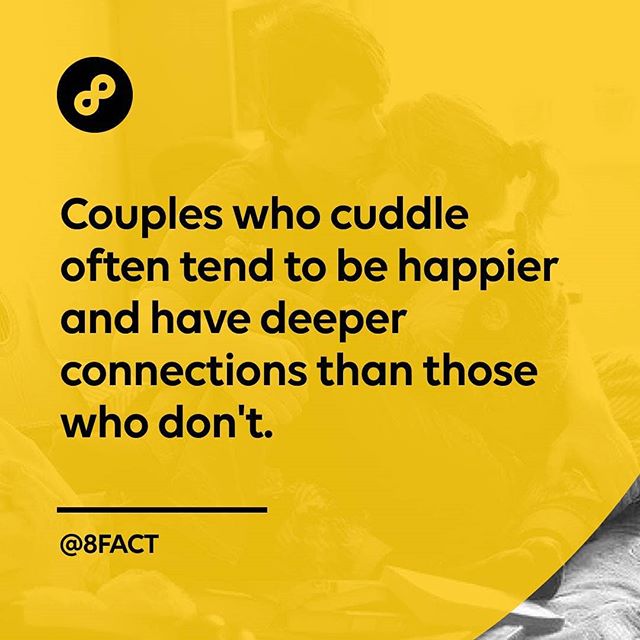 Couples who cuddle
often tend to be happier
and have deeper
connections than those
who don't.
@8FACT